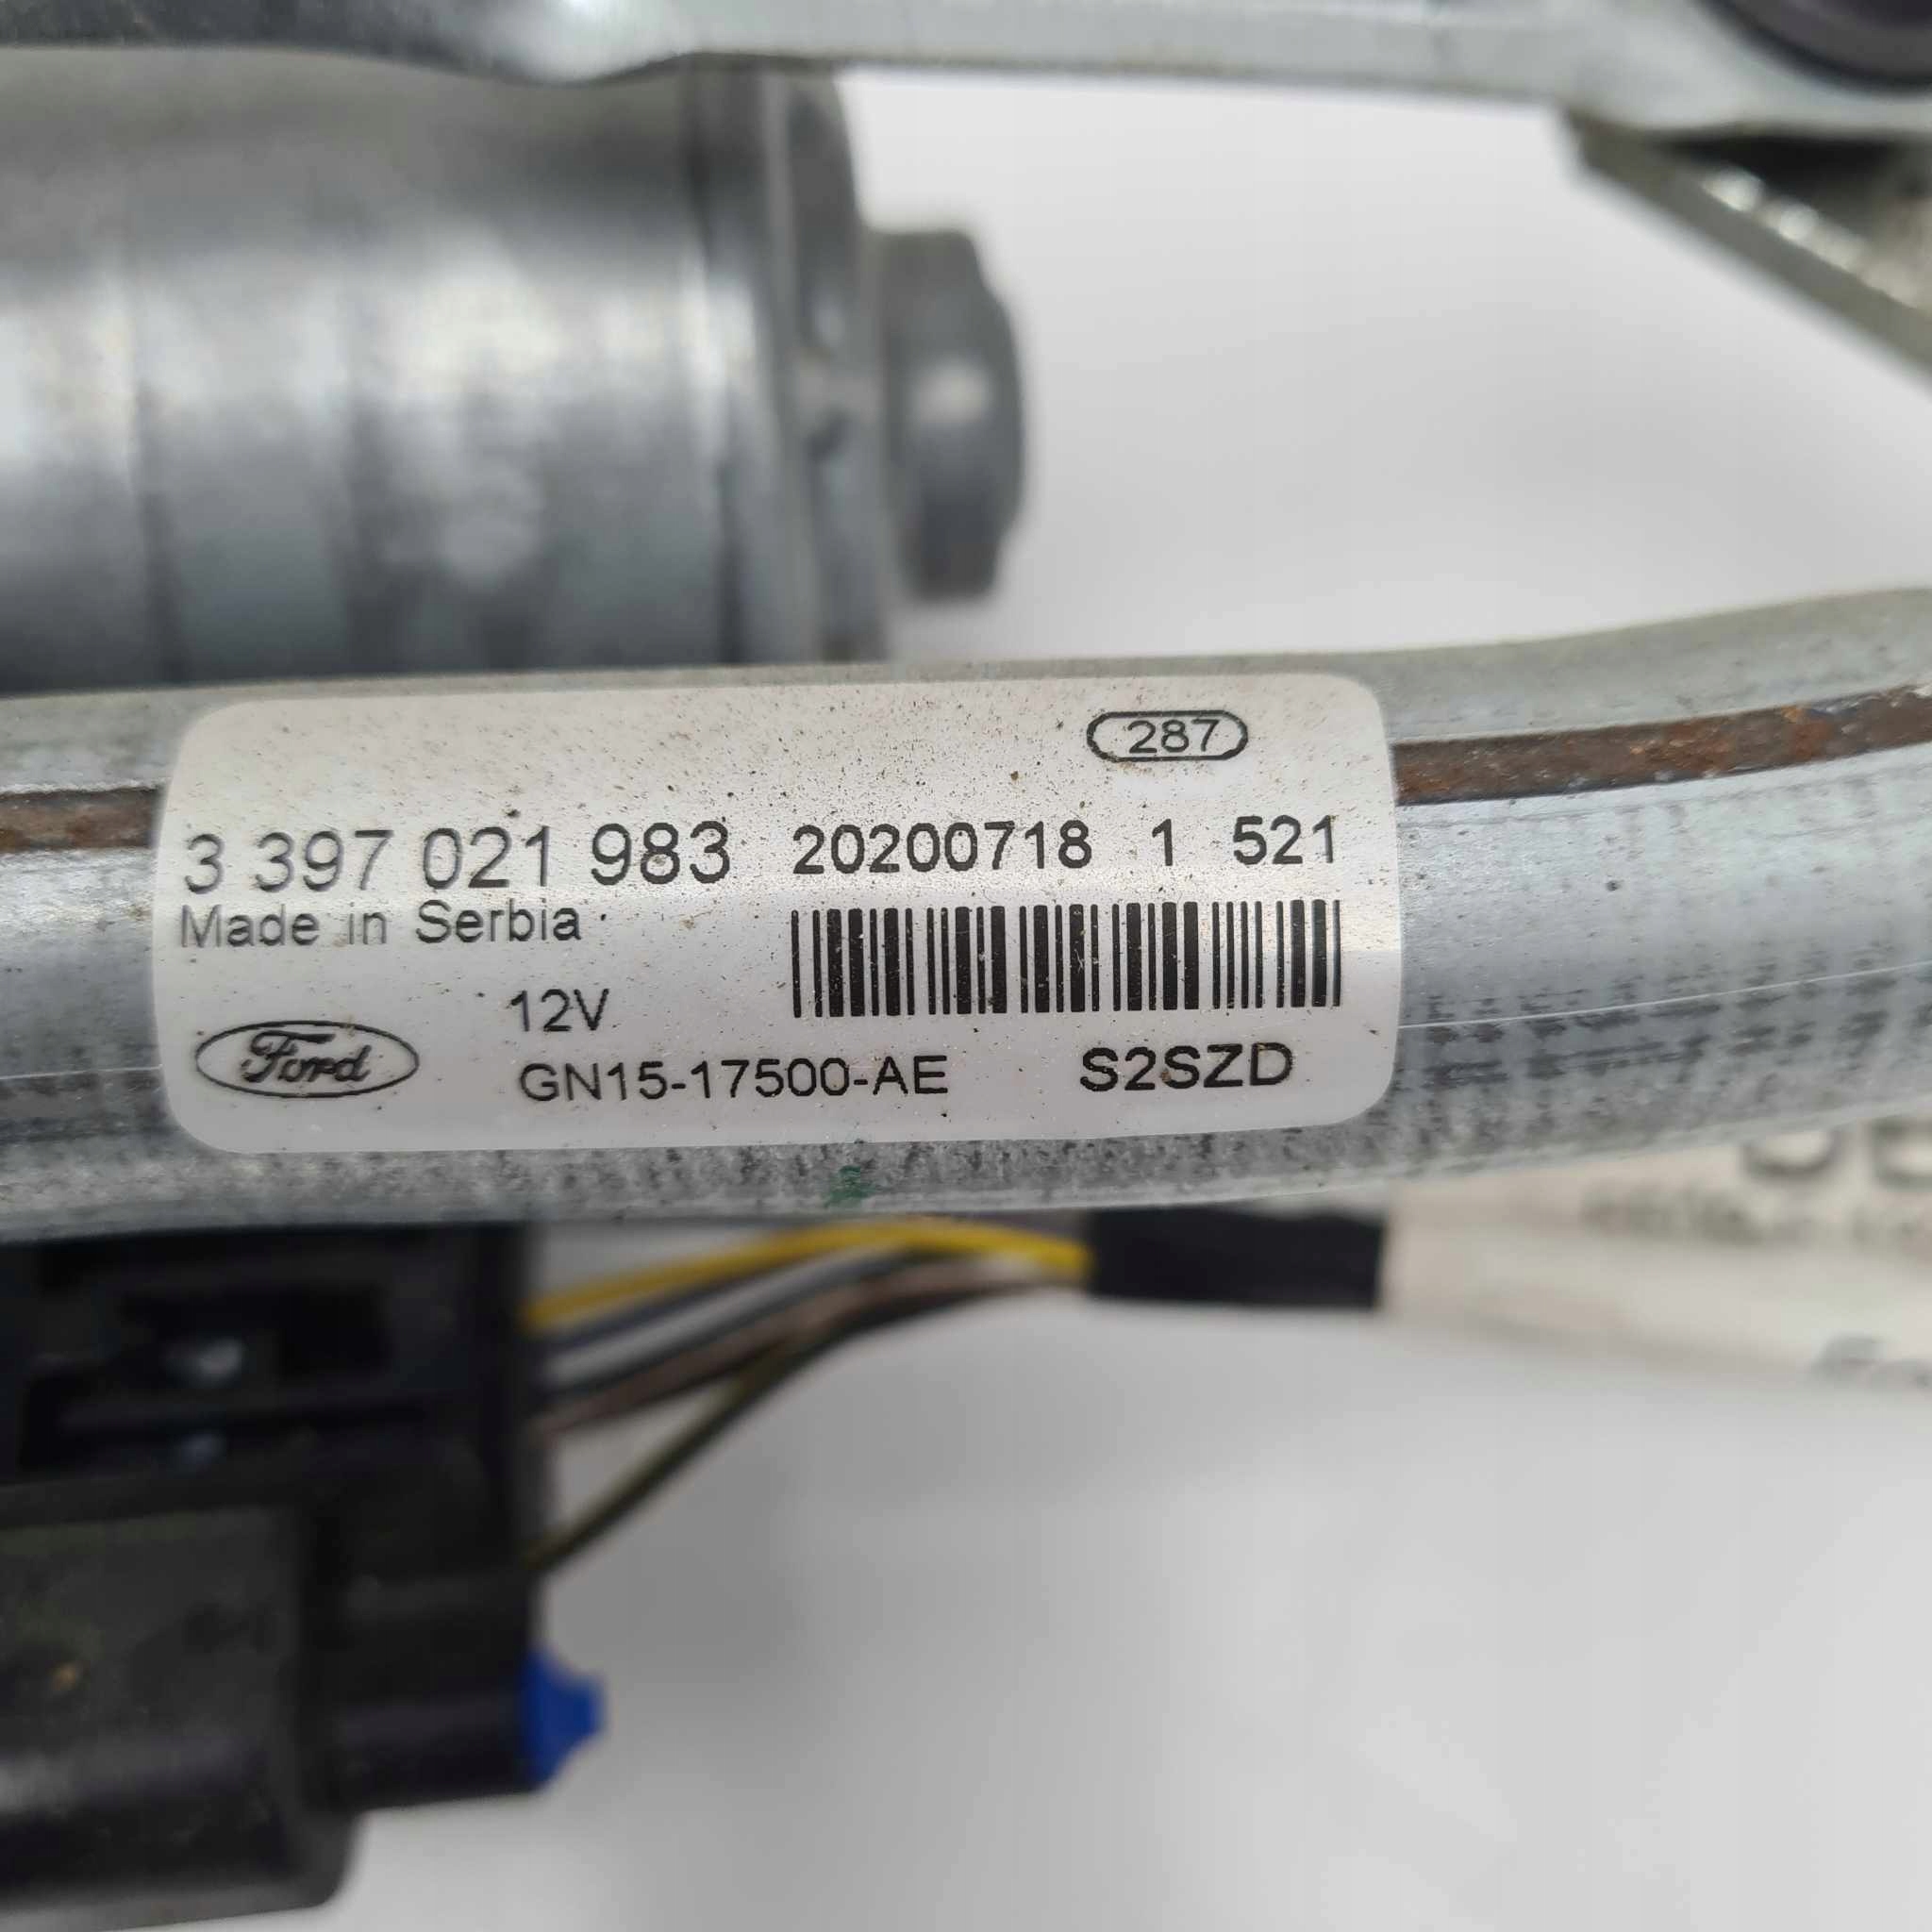 287
3 397 021 983 20200718 1 521
Made in Serbia
12V
Ford
GN15-17500-AE S2SZD